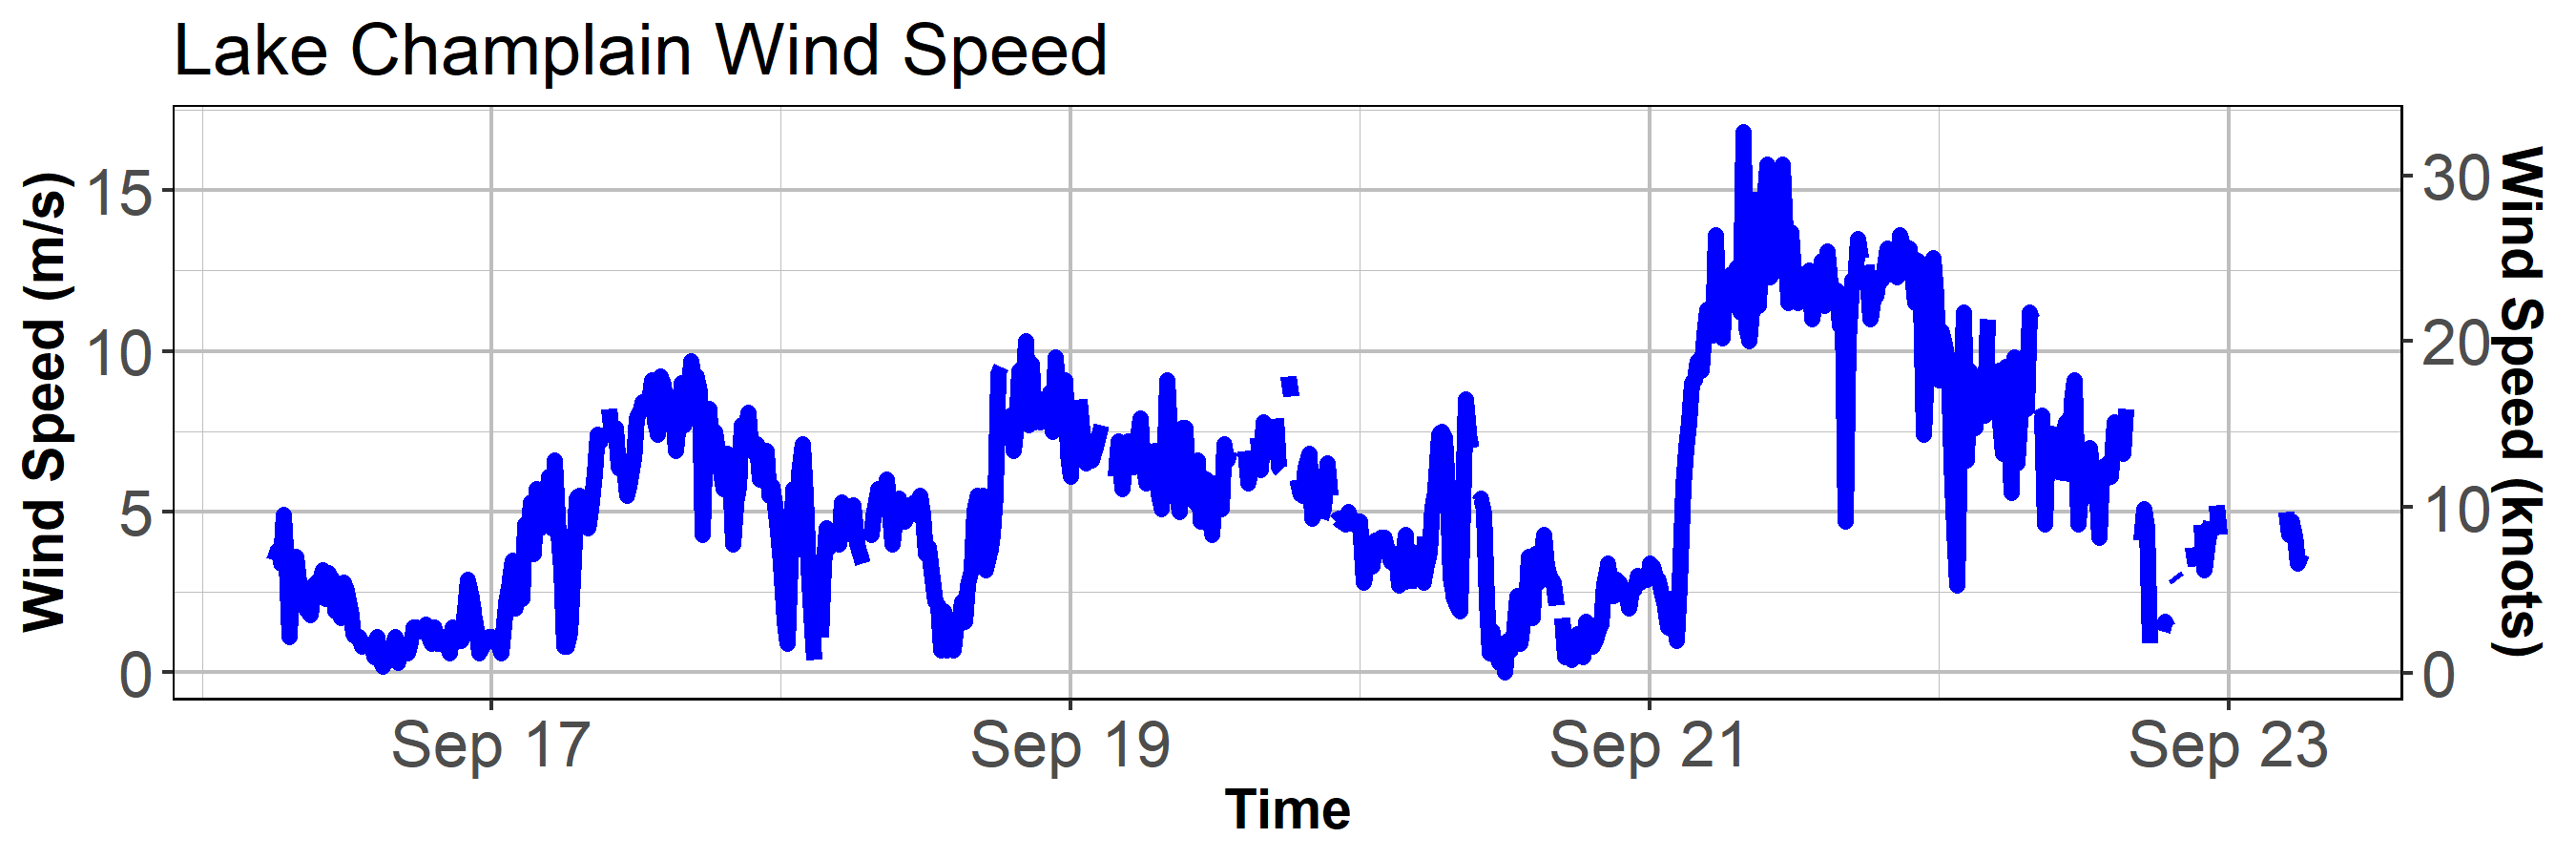 Lake Champlain Wind Speed
Wind Speed (m/s)
15
10
5
0
30
20
10
0
Wind Speed (knots)
Sep 17
Sep 19
Sep 21
Sep 23
Time